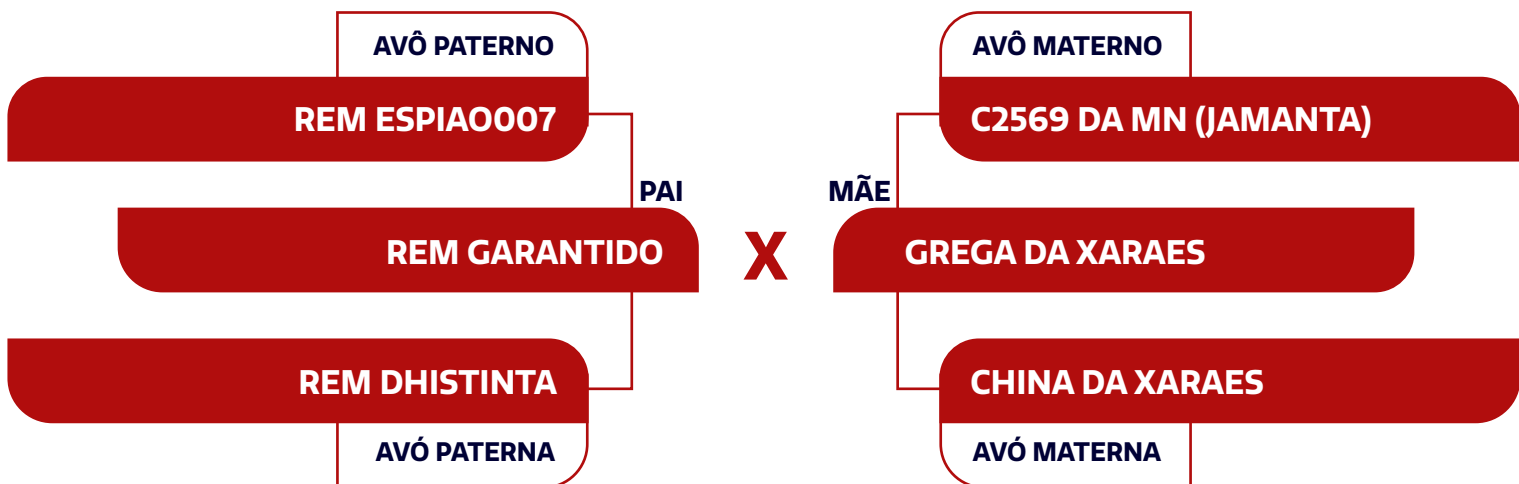 AVÔ PATERNO
REM ESPIAO007
PAI
REM GARANTIDO
REM DHISTINTA
AVÓ PATERNA
X
AVÔ MATERNO
C2569 DA MN (JAMANTA)
MÃE
GREGA DA XARAES
CHINA DA XARAES
AVÓ MATERNA